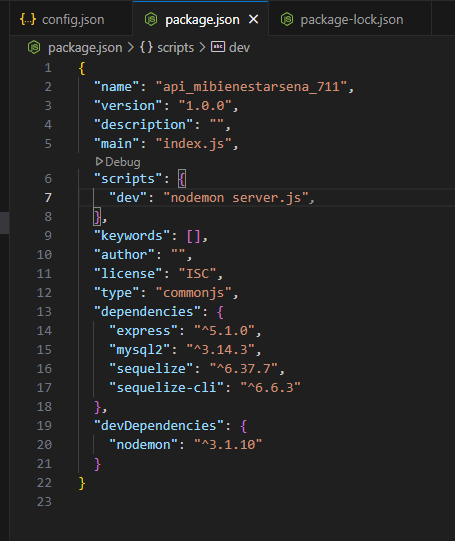 config.json package.json package-lock.json
package.json > scripts > dev
1 {
2 "name": "api_mibienestarsena_711",
3 "version": "1.0.0",
4 "description": "",
5 "main": "index.js",
Debug
6 "scripts": {
7 "dev": "nodemon server.js",
8 },
9 "keywords": [],
10 "author": "",
11 "license": "ISC",
12 "type": "commonjs",
13 "dependencies": {
14 "express": "^5.1.0",
15 "mysql2": "^3.14.3",
16 "sequelize": "^6.37.7",
17 "sequelize-cli": "^6.6.3"
18 },
19 "devDependencies": {
20 "nodemon": "^3.1.10"
21 }
22 }
23